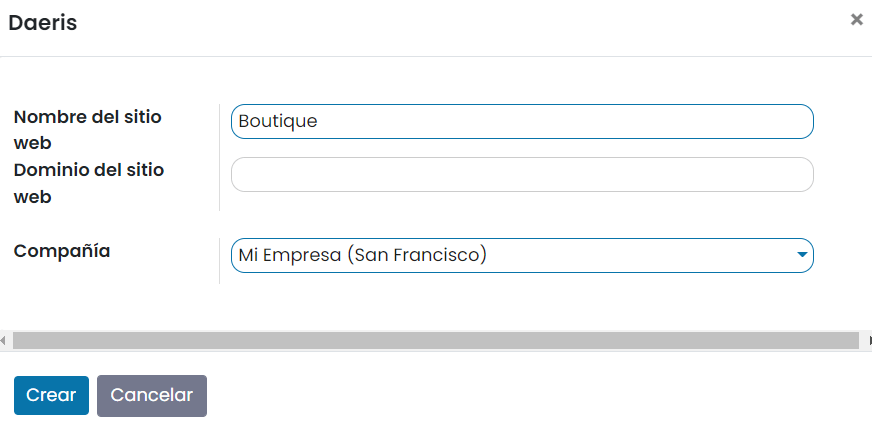 Daeris
×
Nombre del sitio
web
Boutique
Dominio del sitio
web
Compañía
Mi Empresa (San Francisco)
Crear
Cancelar